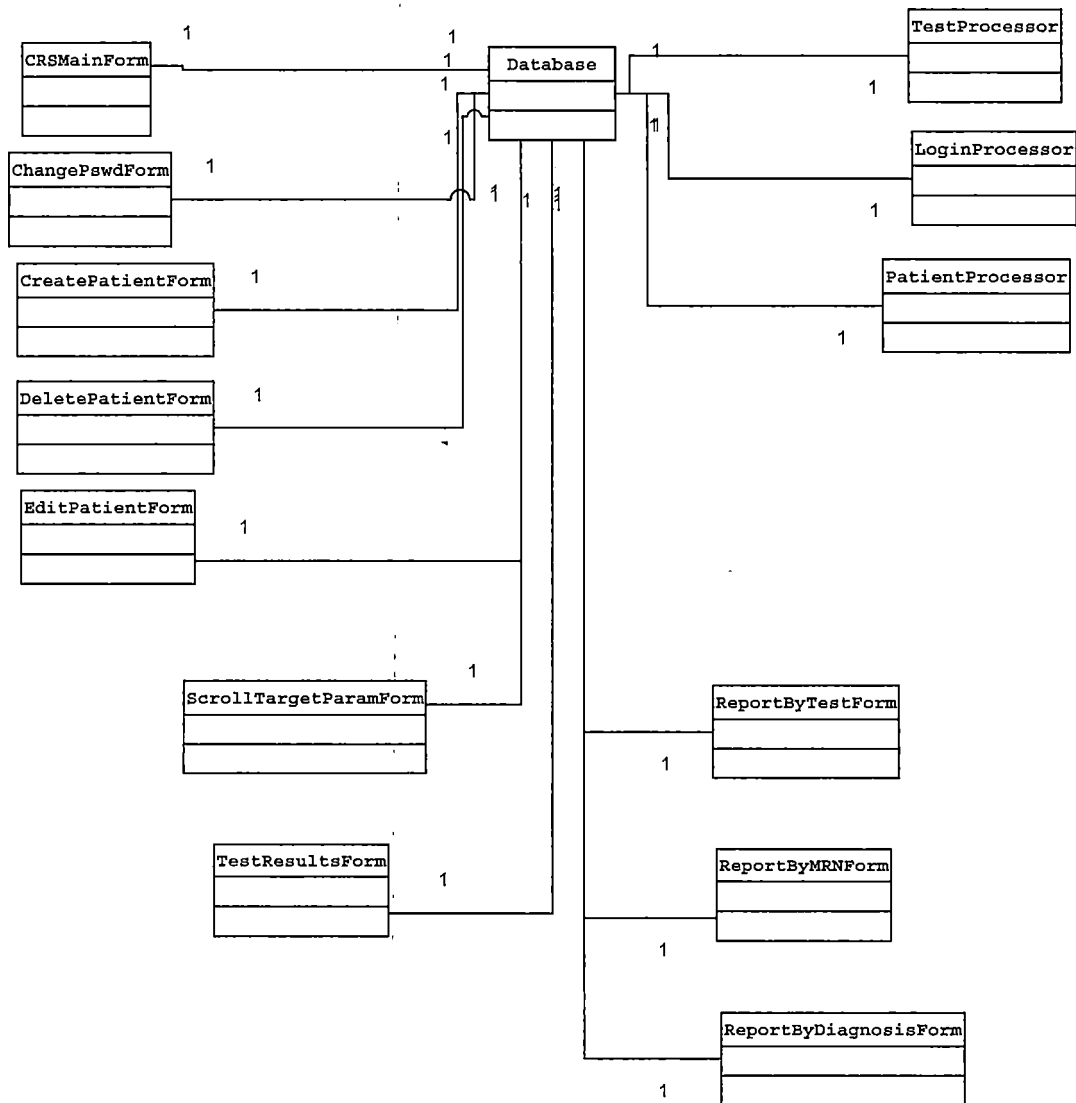 1
1
1
1
1
CRSMainForm
Database
TestProcessor
1
1
ChangePswdForm
1
1
LoginProcessor
1
1
1
CreatePatientForm
1
PatientProcessor
1
DeletePatientForm
1
EditPatientForm
1
ScrollTargetParamForm
1
ReportByTestForm
1
TestResultsForm
1
ReportByMRNForm
1
ReportByDiagnosisForm
1